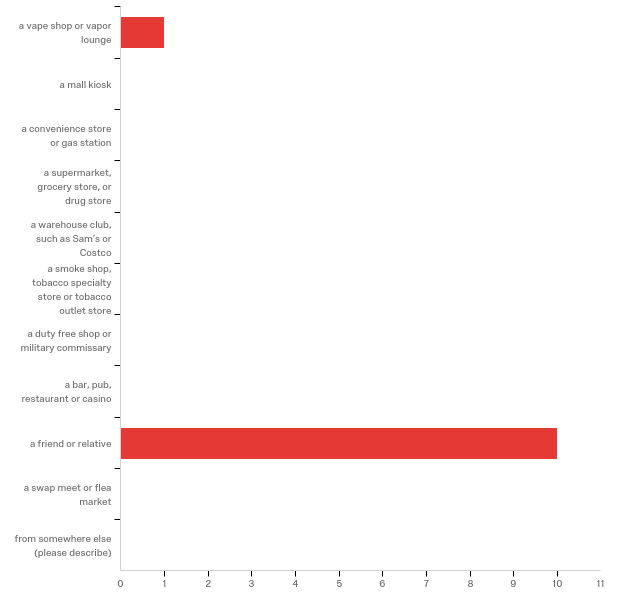 a vape shop or vapor
lounge
a mall kiosk
a convenience store
or gas station
a supermarket,
grocery store, or
drug store
a warehouse club,
such as Sam's or
Costco
a smoke shop,
tobacco specialty
store or tobacco
outlet store
a duty free shop or
military commissary
a bar, pub,
restaurant or casino
a friend or relative
a swap meet or flea
market
from somewhere else
(please describe)
0 1 2 3 4 5 6 7 8 9 10 11